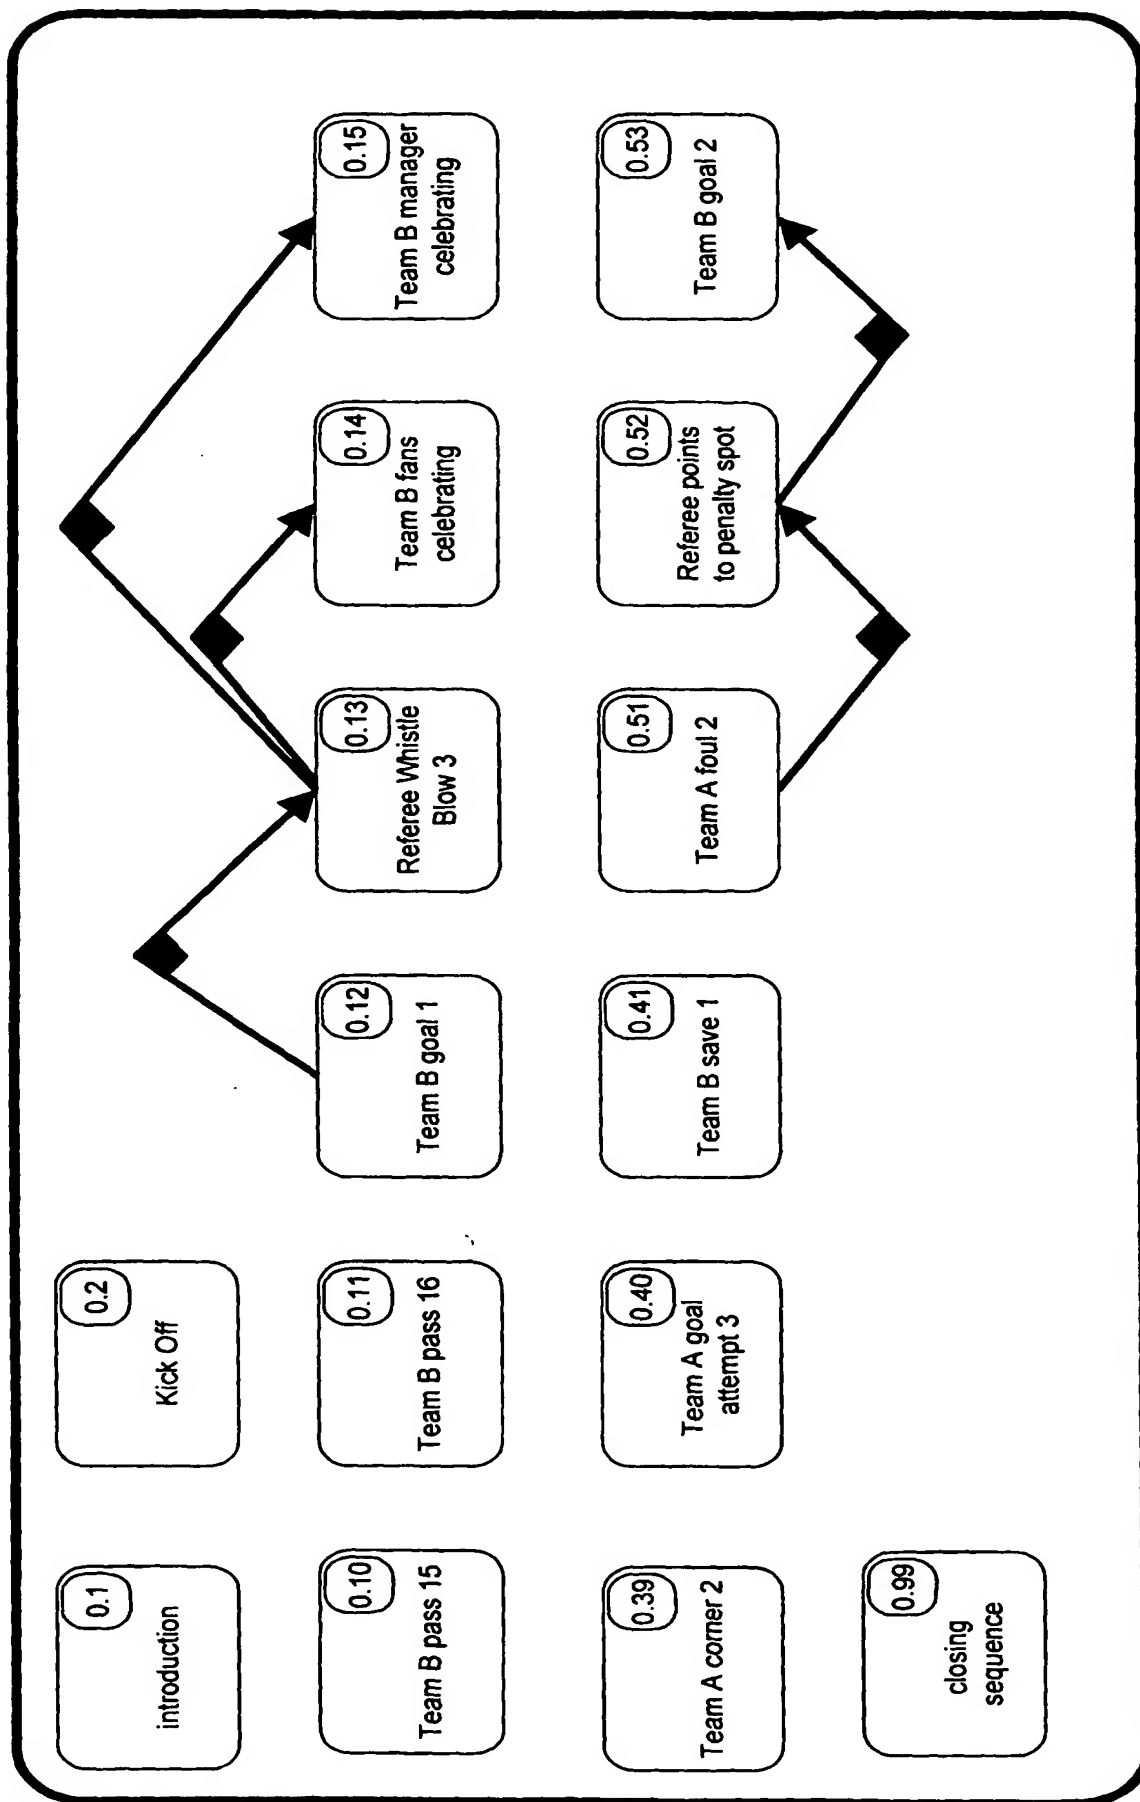 0.1
introduction
0.2
Kick Off
0.10
Team B pass 15
0.11
Team B pass 16
0.12
Team B goal 1
0.13
Referee Whistle
Blow 3
0.14
Team B fans
celebrating
0.15
Team B manager
celebrating
0.39
Team A corner 2
0.40
Team A goal
attempt 3
0.41
Team B save 1
0.51
Team A foul 2
0.52
Referee points
to penalty spot
0.53
Team B goal 2
0.99
closing
sequence